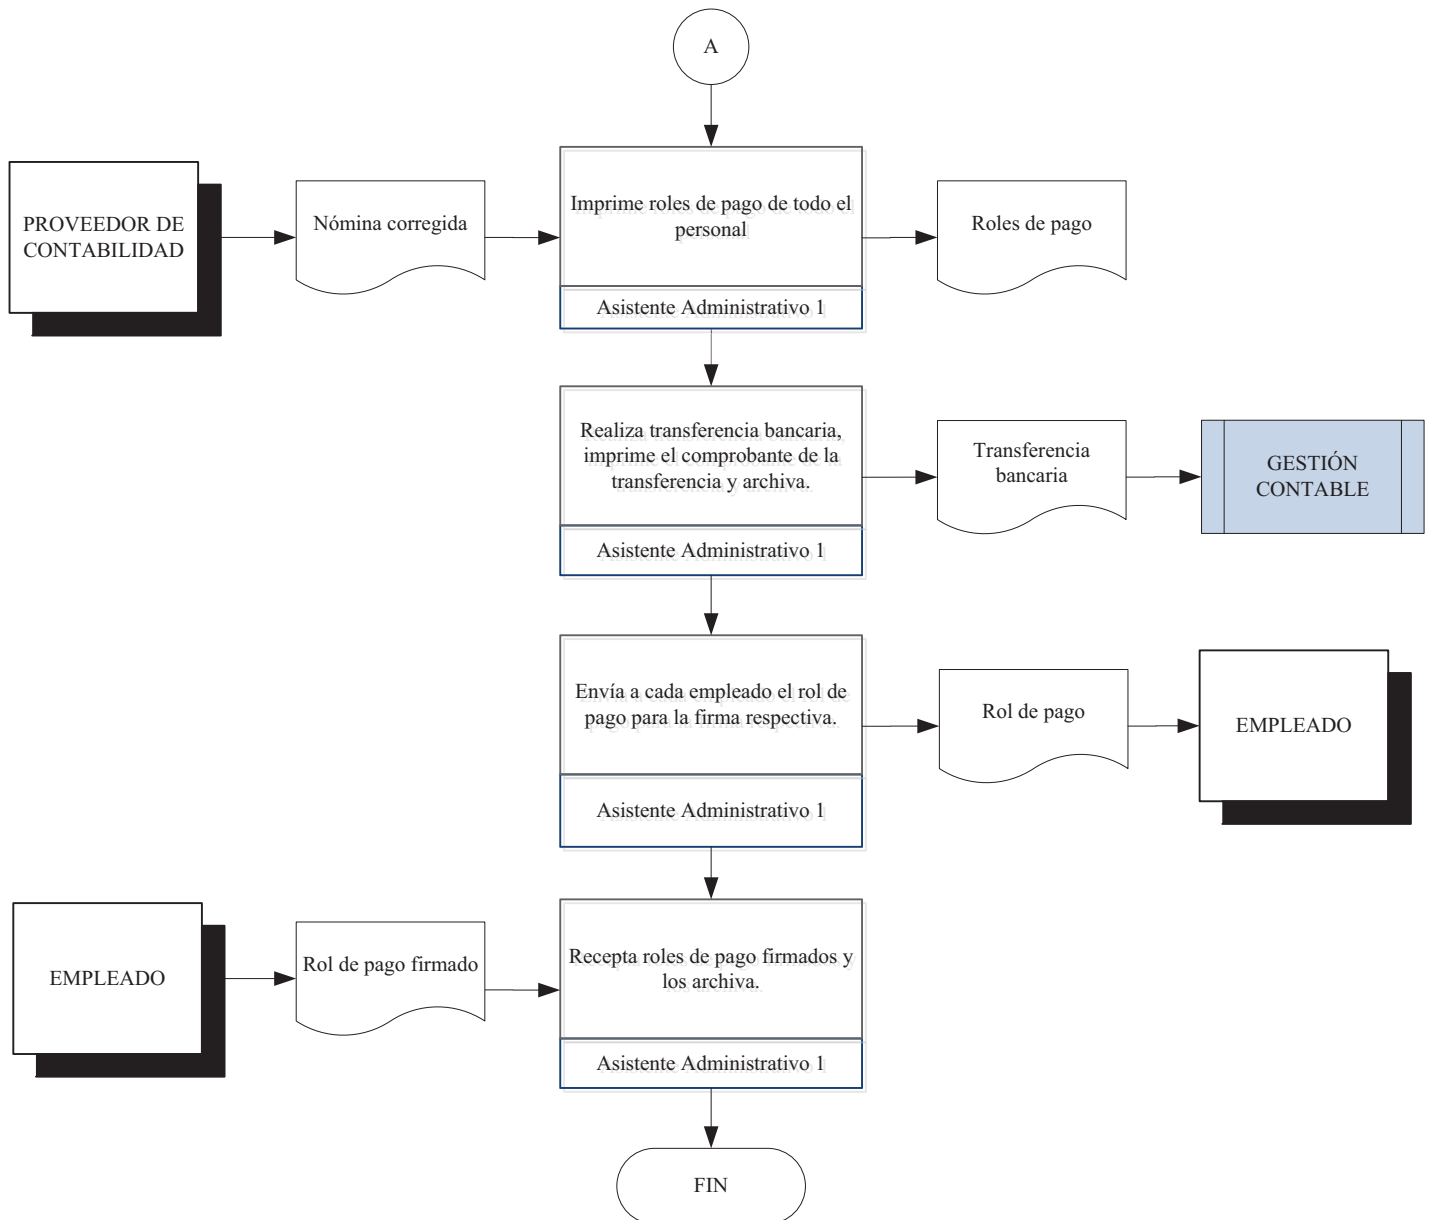 A
PROVEEDOR DE
CONTABILIDAD
Nómina corregida
Imprime roles de pago de todo el
personal
Asistente Administrativo 1
Roles de pago
Realiza transferencia bancaria,
imprime el comprobante de la
transferencia y archiva.
Asistente Administrativo 1
Transferencia
bancaria
GESTIÓN
CONTABLE
Envía a cada empleado el rol de
pago para la firma respectiva.
Asistente Administrativo 1
Rol de pago
EMPLEADO
EMPLEADO
Rol de pago firmado
Recepta roles de pago firmados y
los archiva.
Asistente Administrativo 1
FIN